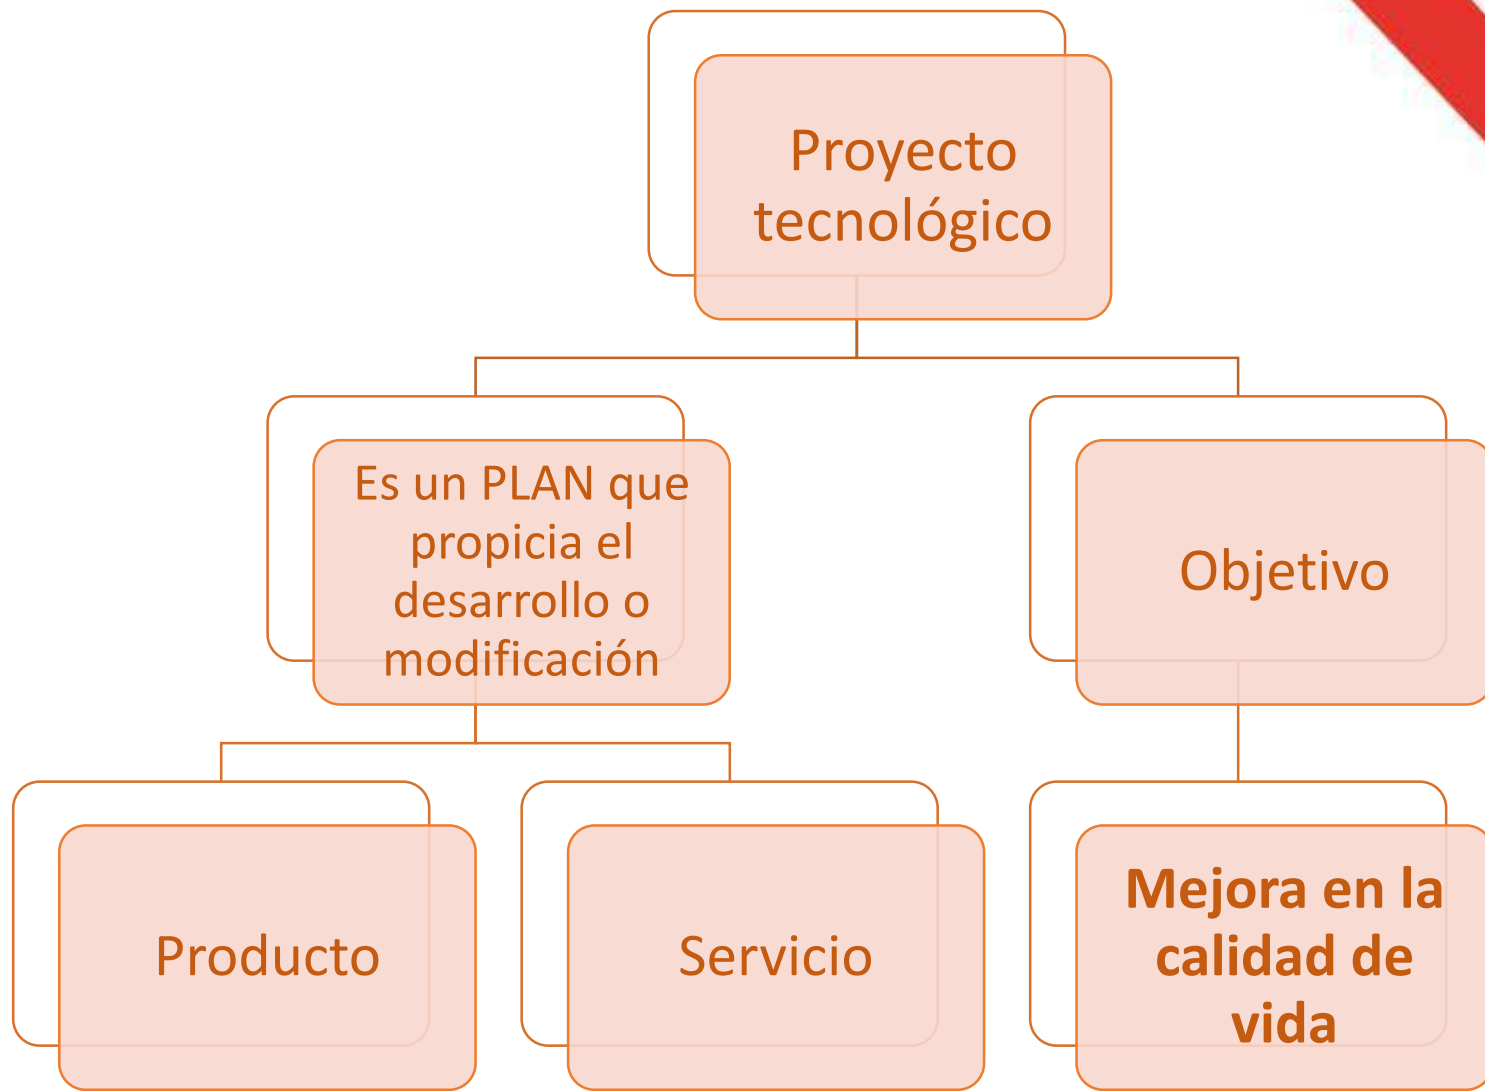 Proyecto
tecnológico
Es un PLAN que
propicia el
desarrollo o
modificación
Objetivo
Producto
Servicio
Mejora en la
calidad de
vida